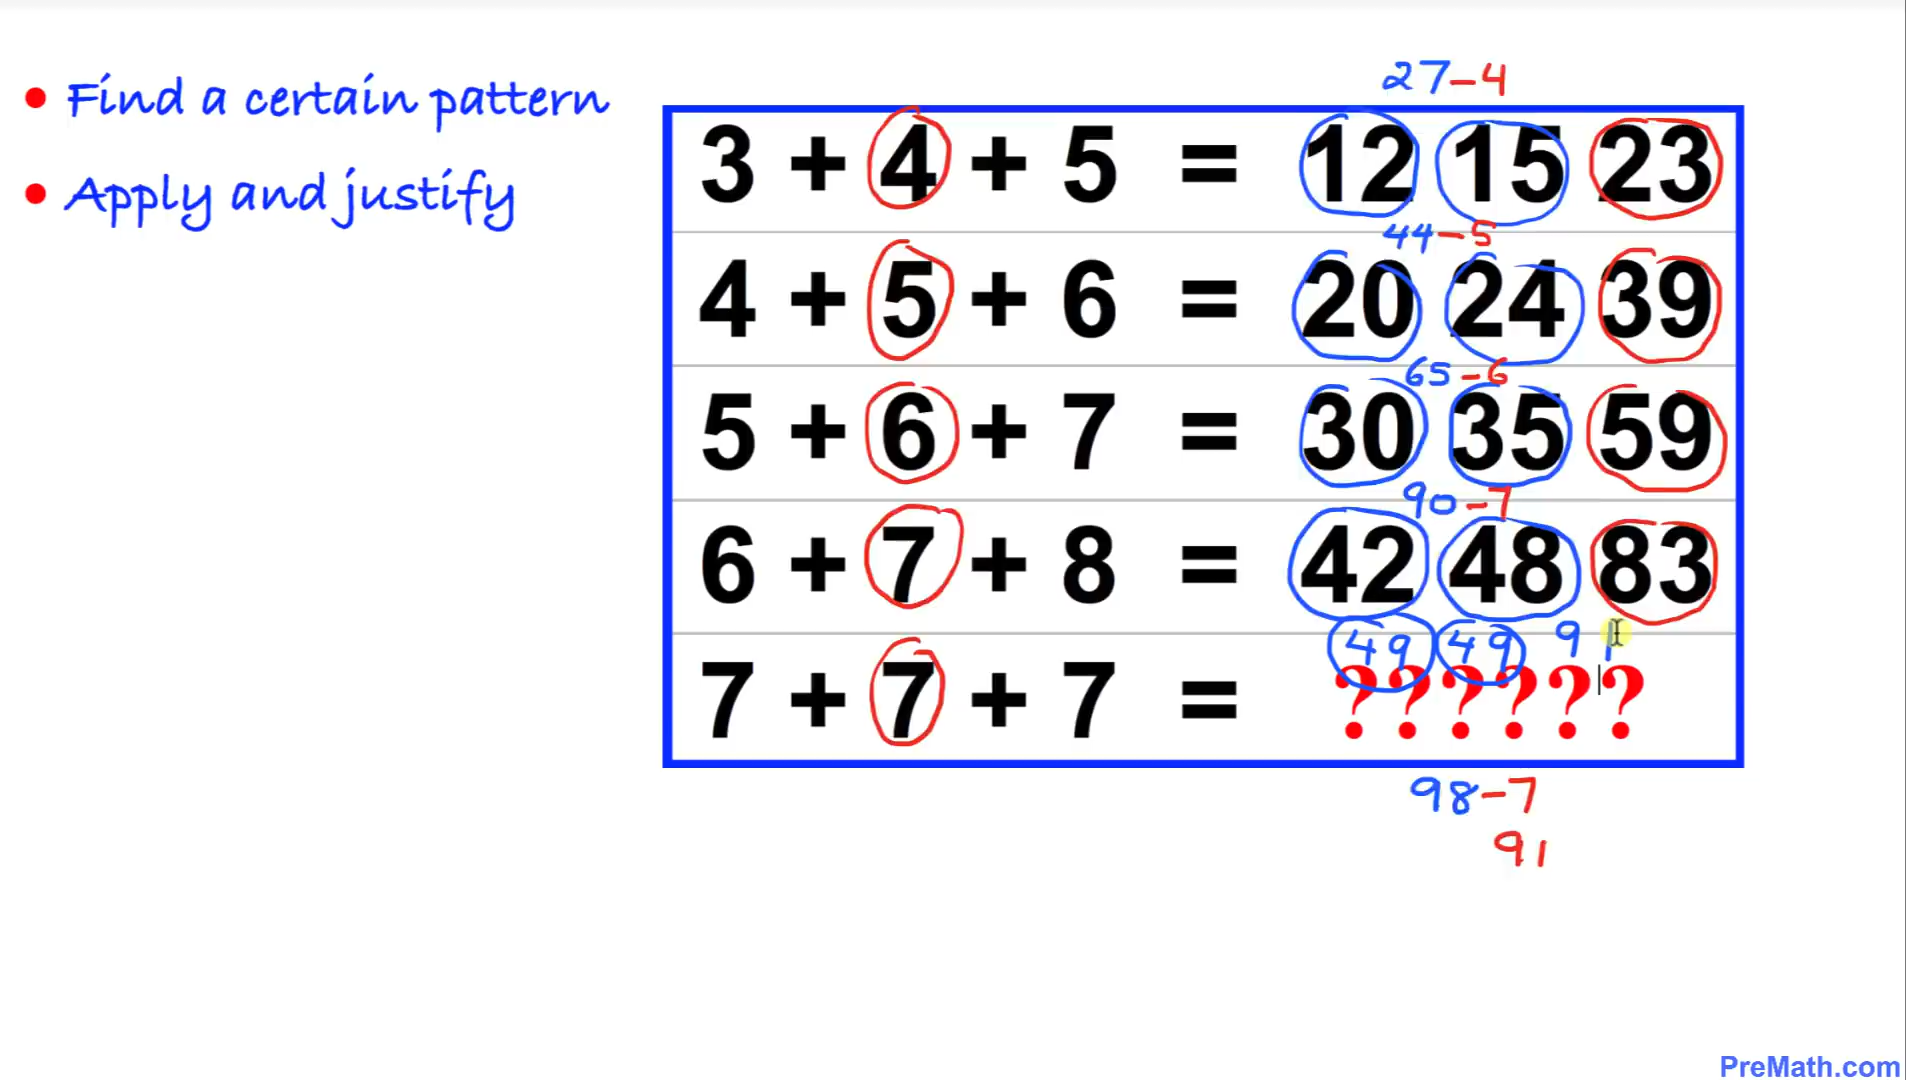 • Find a certain pattern
• Apply and justify
27-4
3 + 4 + 5 = 12 15 23
44-5
4 + 5 + 6 = 20 24 39
65-6
5 + 6 + 7 = 30 35 59
90-7
6 + 7 + 8 = 42 48 83
49 49 91
7 + 7 + 7 = ??????
98-7
91
PreMath.com